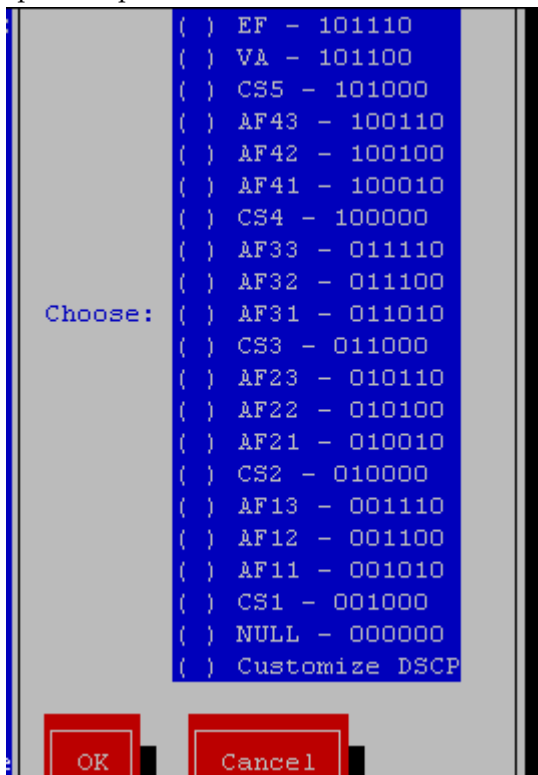 ( ) EF - 101110
( ) VA - 101100
( ) CS5 - 101000
( ) AF43 - 100110
( ) AF42 - 100100
( ) AF41 - 100010
( ) CS4 - 100000
( ) AF33 - 011110
( ) AF32 - 011100
Choose: ( ) AF31 - 011010
( ) CS3 - 011000
( ) AF23 - 010110
( ) AF22 - 010100
( ) AF21 - 010010
( ) CS2 - 010000
( ) AF13 - 001110
( ) AF12 - 001100
( ) AF11 - 001010
( ) CS1 - 001000
( ) NULL - 000000
( ) Customize DSCP
OK Cancel